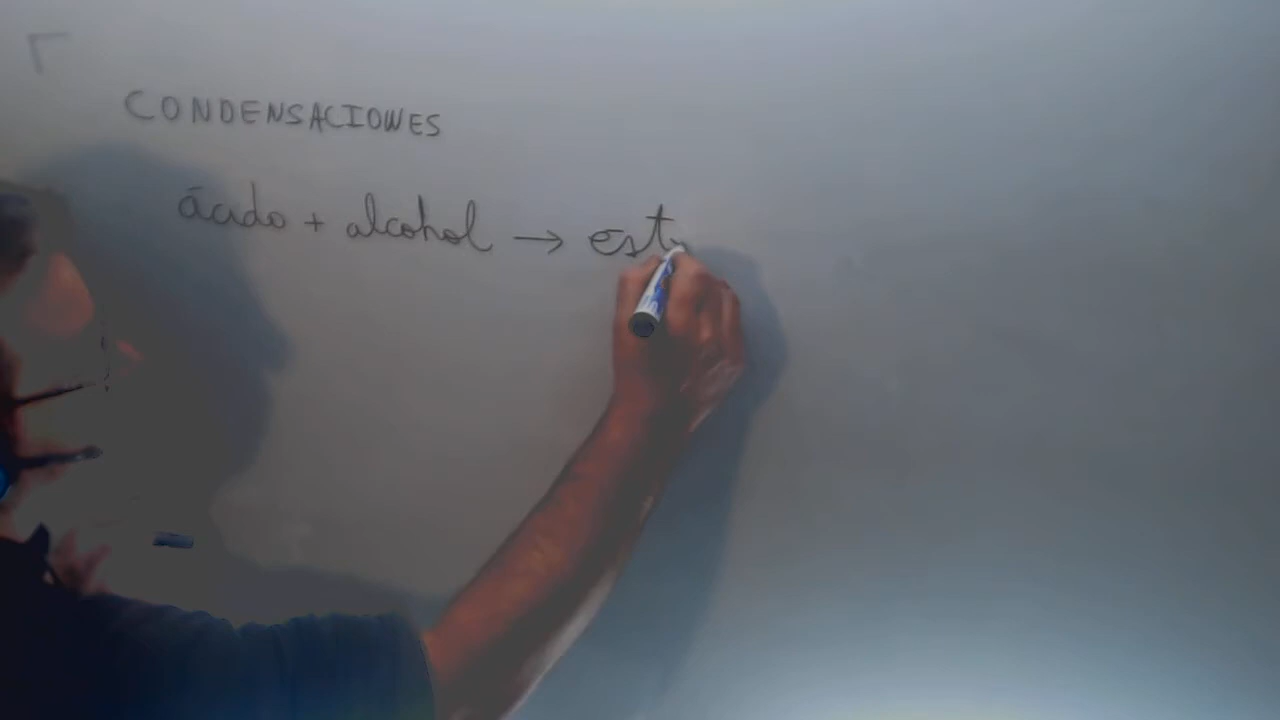 CONDENSACIONES
ácido + alcohol → est